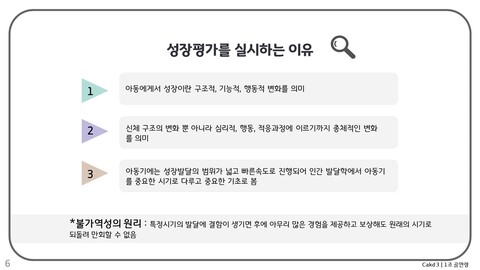 성장평가를 실시하는 이유
1
아동에게서 성장이란 구조적, 기능적, 행동적 변화를 의미
2
신체 구조의 변화 뿐 아니라 심리적, 행동, 적응과정에 이르기까지 총체적인 변화
를 의미
3
아동기에는 성장발달의 범위가 넓고 빠른속도로 진행되어 인간 발달학에서 아동기
를 중요한 시기로 다루고 중요한 기초로 봄
*불가역성의 원리 : 특정시기의 발달에 결함이 생기면 후에 아무리 많은 경험을 제공하고 보상해도 원래의 시기로
되돌려 만회할 수 없음
6
Cakd3 | 1조 공연령